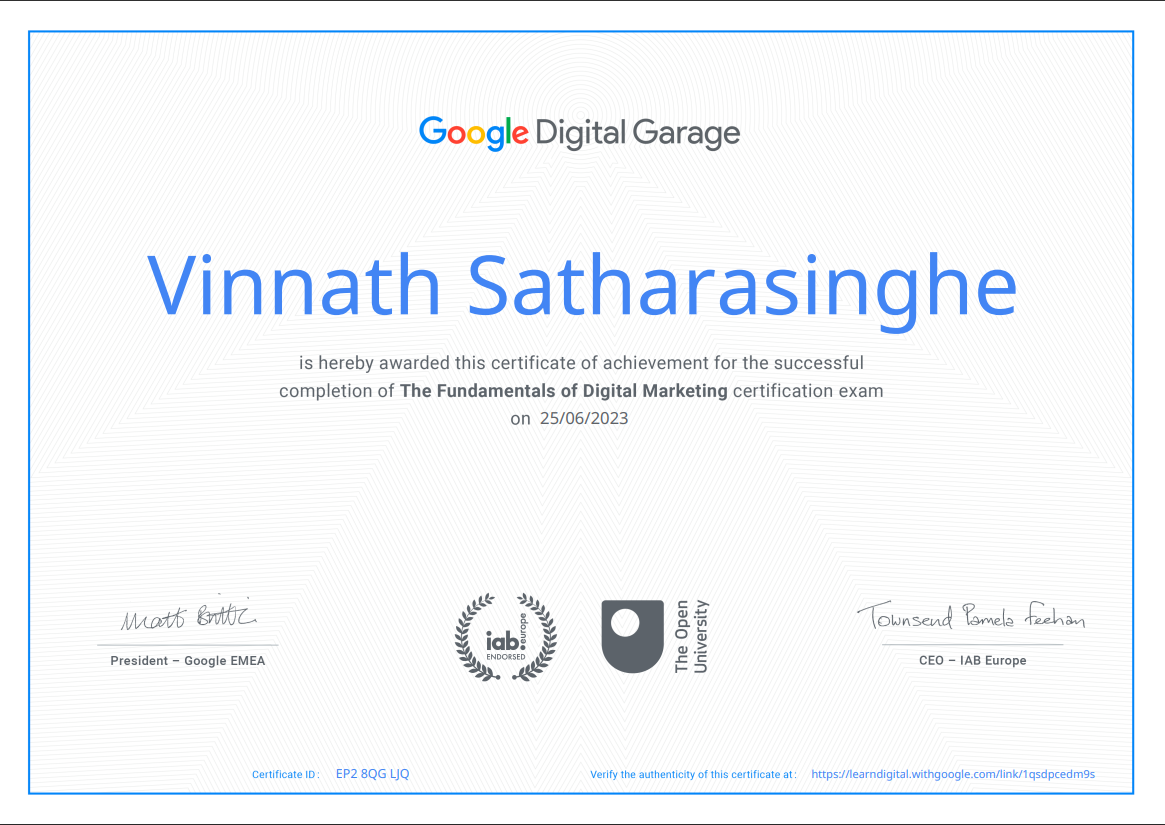 Google Digital Garage
Vinnath Satharasinghe
is hereby awarded this certificate of achievement for the successful
completion of The Fundamentals of Digital Marketing certification exam
on 25/06/2023
Townsend Pamela Feehan
President – Google EMEA
iab.europe
ENDORSED
The Open
University
CEO – IAB Europe
Certificate ID : EP2 8QG LJQ
Verify the authenticity of this certificate at : https://learndigital.withgoogle.com/link/1qsdpcedm9s